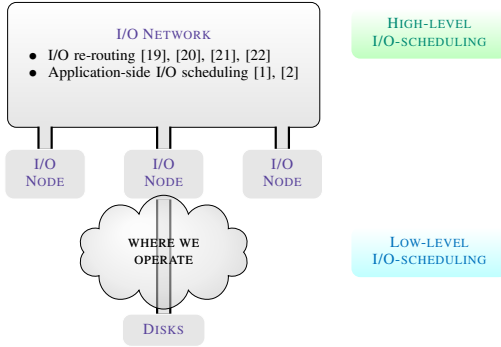 I/O NETWORK
• I/O re-routing [19], [20], [21], [22]
• Application-side I/O scheduling [1], [2]
HIGH-LEVEL
I/O-SCHEDULING
I/O
NODE
I/O
NODE
I/O
NODE
WHERE WE
OPERATE
LOW-LEVEL
I/O-SCHEDULING
DISKS